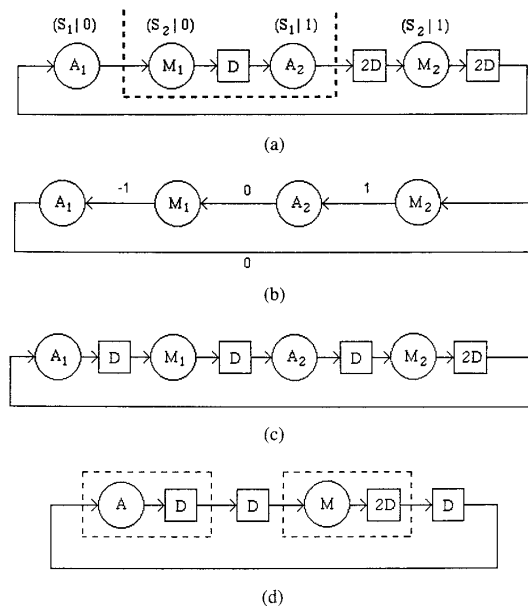 (S₁|0) (S₂|0) (S₁|1) (S₂|1)
A₁ M₁ D A₂ 2D M₂ 2D
(a)
-1 0 1
A₁ M₁ A₂ M₂
0
(b)
A₁ D M₁ D A₂ D M₂ 2D
(c)
A D D M 2D D
(d)